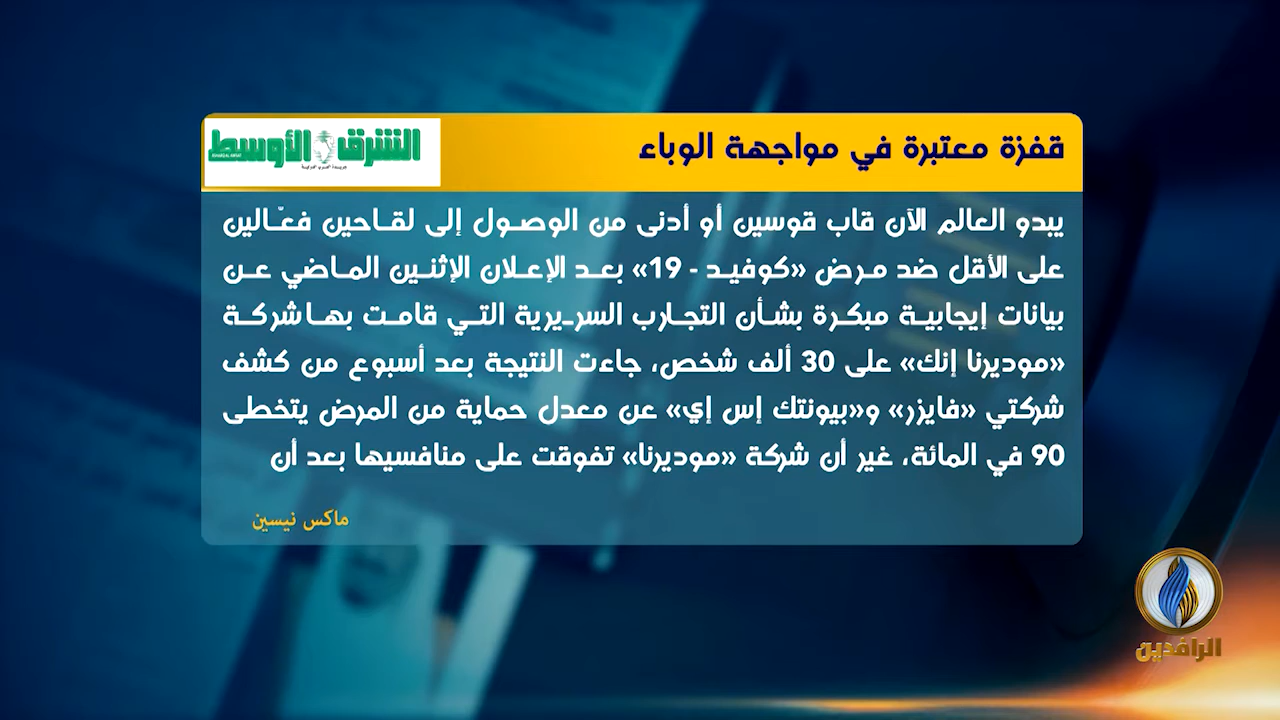 قفزة معتبرة في مواجهة الوباء
الشرق الأوسط
يبدو العالم الآن قاب قوسين أو أدنى من الوصول إلى لقاحين فعّالين
على الأقل ضد مرض «كوفيد - 19» بعد الإعلان الإثنين الماضي عن
بيانات إيجابية مبكرة بشأن التجارب السريرية التي قامت بها شركة
«موديرنا إنك» على 30 ألف شخص، جاءت النتيجة بعد أسبوع من كشف
شركتي «فايزر» و«بيونتك إس إي» عن معدل حماية من المرض يتخطى
90 في المائة، غير أن شركة «موديرنا» تفوقت على منافسيها بعد أن
ماكس نيسين
الرافدين